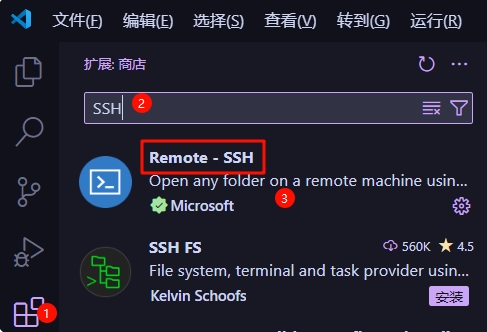 文件(F) 编辑(E) 选择(S) 查看(V) 转到(G) 运行(R)
扩展: 商店
SSH 2
Remote - SSH
Open any folder on a remote machine usin...
Microsoft 3
SSH FS 560K 4.5
File system, terminal and task provider usin...
Kelvin Schoofs 安装
1